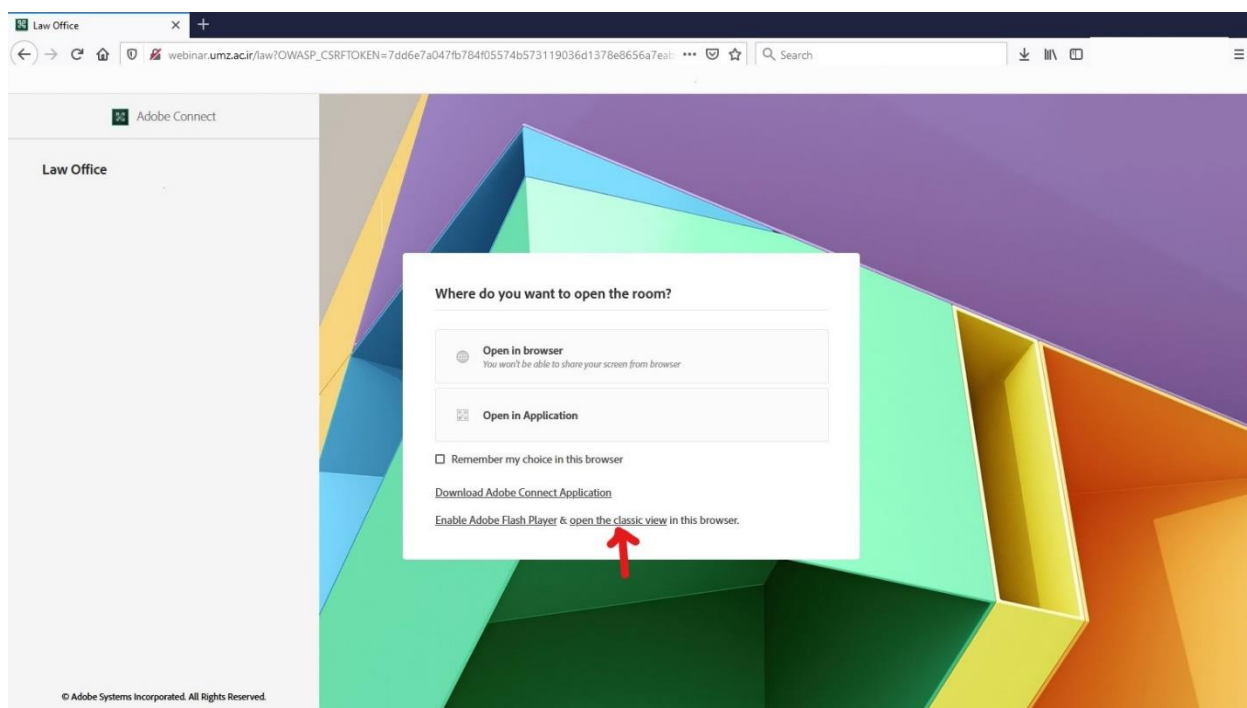 Law Office
webinar.umz.ac.ir/law?OWASP_CSRFTOKEN=7dd6e7a047fb784f05574b573119036d1378e8656a7eab
Search
Adobe Connect
Law Office
Where do you want to open the room?
Open in browser
You won't be able to share your screen from browser
Open in Application
Remember my choice in this browser
Download Adobe Connect Application
Enable Adobe Flash Player & open the classic view in this browser.
© Adobe Systems Incorporated. All Rights Reserved.